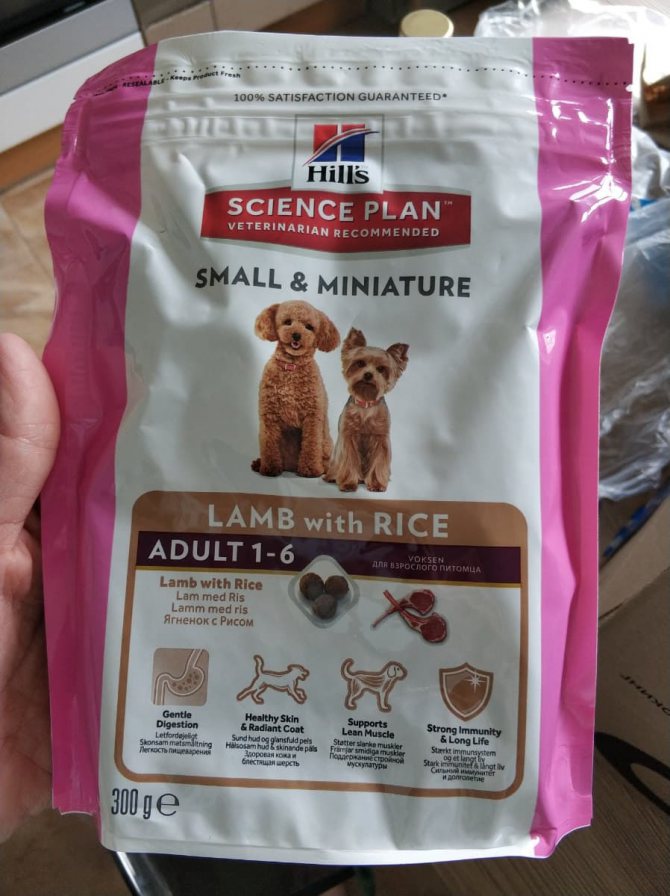 RESEALABLE - Keeps Product Fresh
100% SATISFACTION GUARANTEED*
Hill's
SCIENCE PLAN™
VETERINARIAN RECOMMENDED
SMALL & MINIATURE
LAMB with RICE
ADULT 1-6
VOKSEN
ДЛЯ ВЗРОСЛОГО ПИТОМЦА
Lamb with Rice
Lam med Ris
Lamm med ris
Ягненок с Рисом
Gentle
Digestion
Letfordøjeligt
Skonsam matsmältning
Легкость пищеварения
Healthy Skin
& Radiant Coat
Sund hud og glansfuld pels
Hälsosam hud & skinande päls
Здоровая кожа и
блестящая шерсть
Supports
Lean Muscle
Støtter slanke muskler
Främjar smidiga muskler
Поддержание стройной
мускулатуры
Strong Immunity
& Long Life
Stærkt immunsystem
og et langt liv
Stark immunitet & långt liv
Сильный иммунитет
и долголетие
300 g e